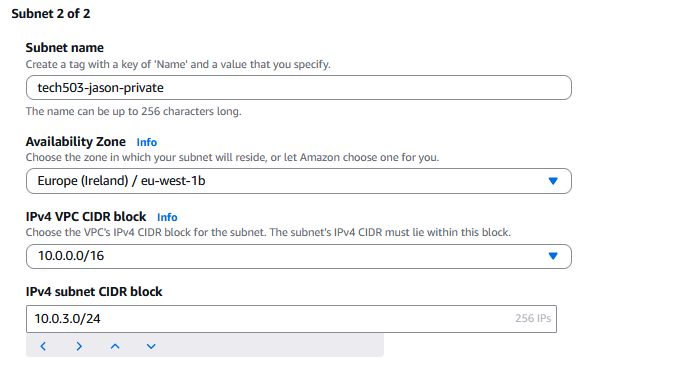 Subnet 2 of 2
Subnet name
Create a tag with a key of 'Name' and a value that you specify.
tech503-jason-private
The name can be up to 256 characters long.
Availability Zone Info
Choose the zone in which your subnet will reside, or let Amazon choose one for you.
Europe (Ireland) / eu-west-1b
IPv4 VPC CIDR block Info
Choose the VPC's IPv4 CIDR block for the subnet. The subnet's IPv4 CIDR must lie within this block.
10.0.0.0/16
IPv4 subnet CIDR block
10.0.3.0/24 256 IPs